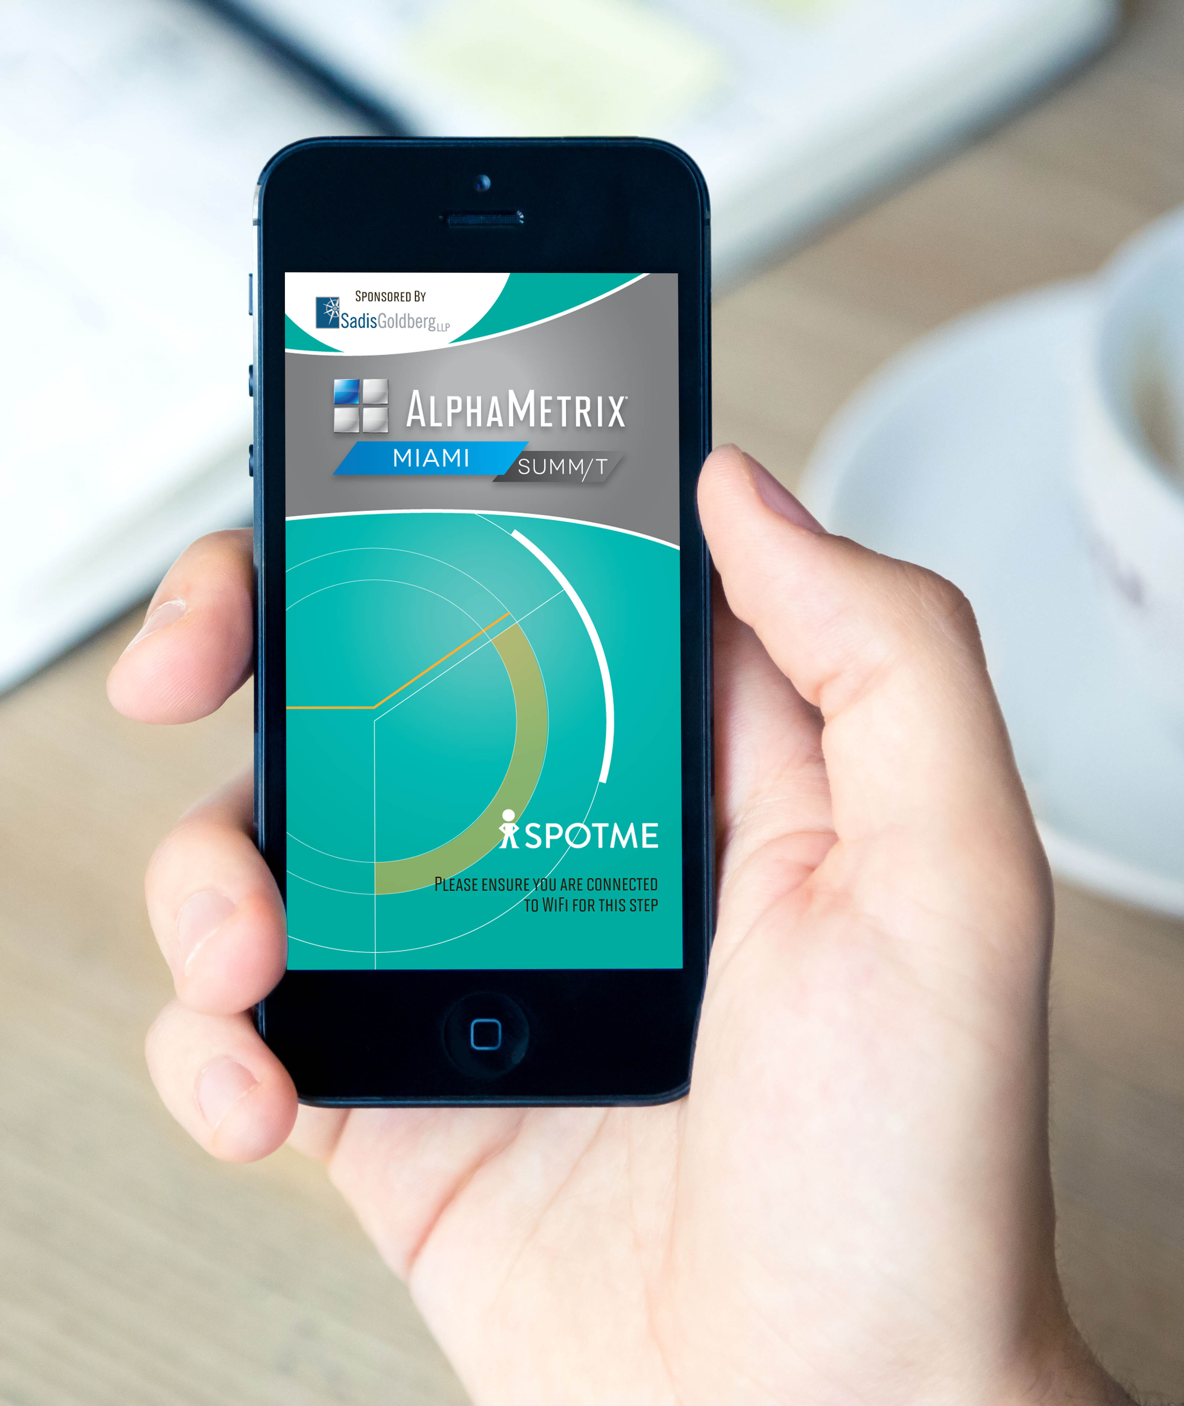 Sponsored By
SadisGoldberg LLP
AlphaMetrix
MIAMI
SUMM/T
SPOTME
Please ensure you are connected
to WiFi for this step